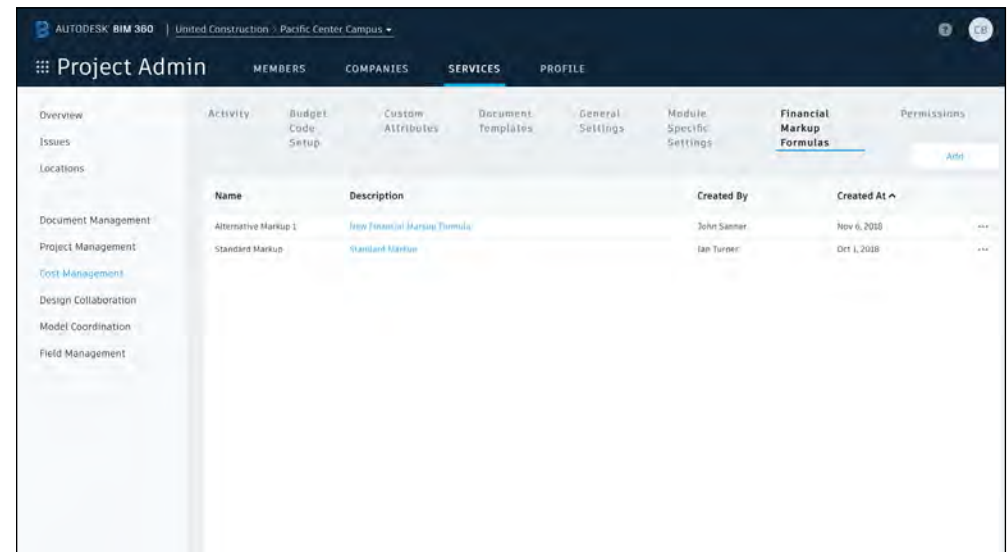 AUTODESK BIM 360 | United Construction > Pacific Center Campus
? CB
Project Admin MEMBERS COMPANIES SERVICES PROFILE
Overview
Issues
Locations
Document Management
Project Management
Cost Management
Design Collaboration
Model Coordination
Field Management
Activity
Budget
Code
Setup
Custom
Attributes
Document
Templates
General
Settings
Module
Specific
Settings
Financial
Markup
Formulas
Permissions
Add
Name Description Created By Created At
Alternative Markup 1 New Financial Markup Formula John Sanner Nov 6, 2018 ...
Standard Markup Standard Markup Ian Turner Oct 1, 2018 ...